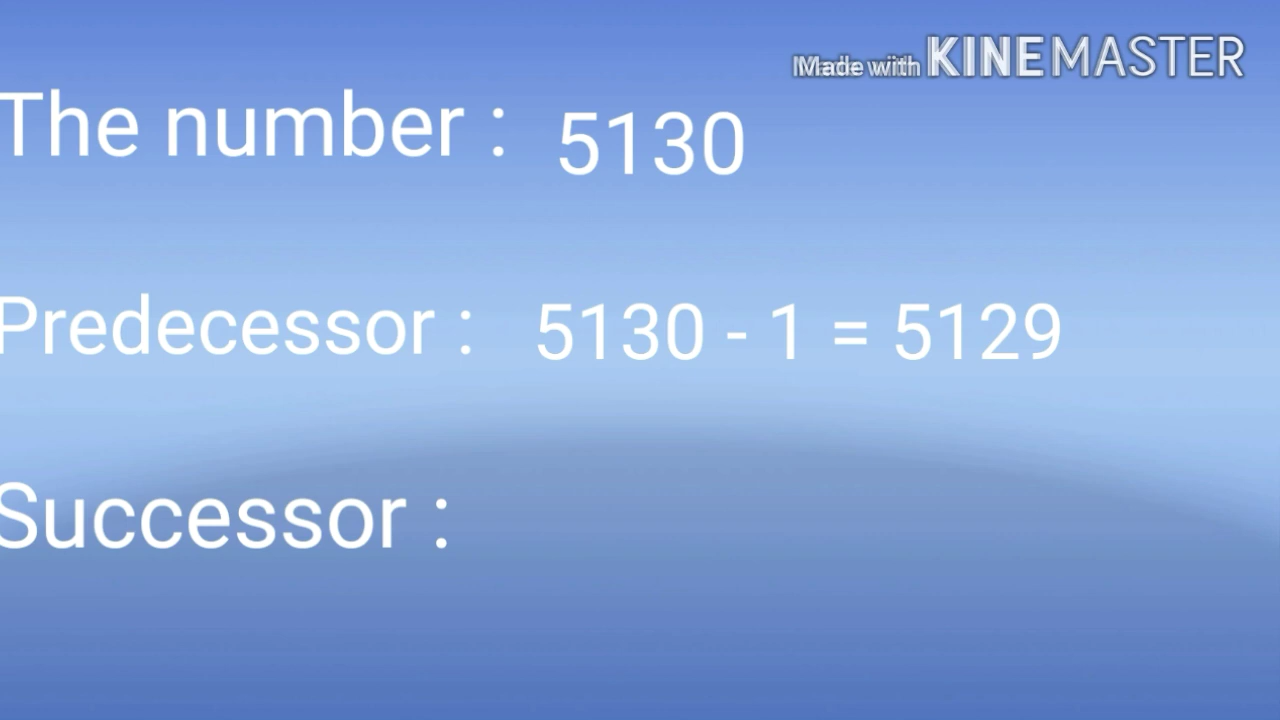 Made with KINEMASTER
The number : 5130
Predecessor : 5130 - 1 = 5129
Successor :